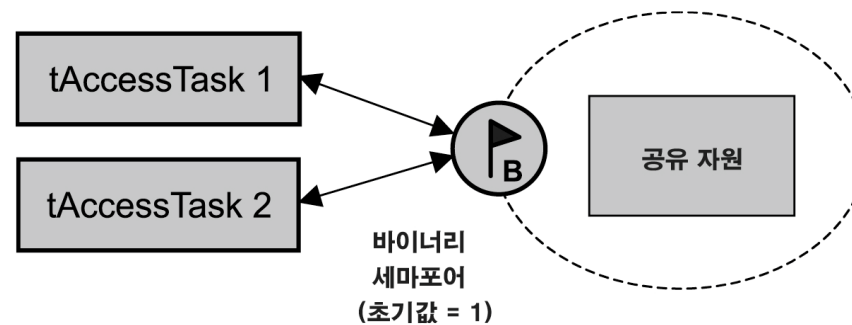 tAccessTask 1
tAccessTask 2
B
공유 자원
바이너리
세마포어
(초기값 = 1)